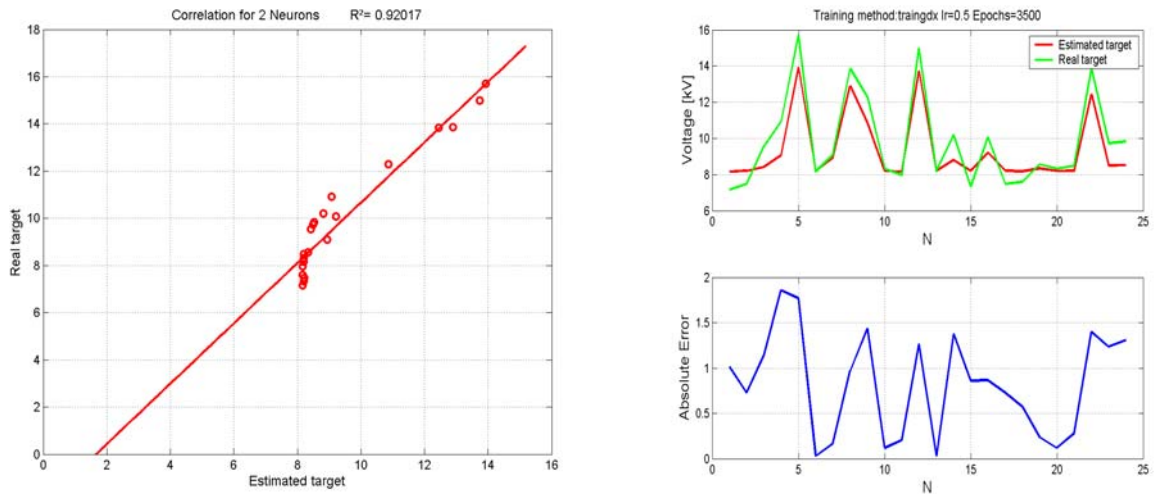 Correlation for 2 Neurons R²= 0.92017
18
16
14
12
10
8
6
4
2
0
Real target
0 2 4 6 8 10 12 14 16
Estimated target
Training method:traingdx lr=0.5 Epochs=3500
16
14
12
10
8
6
Voltage [kV]
Estimated target
Real target
0 5 10 15 20 25
N
2
1.5
1
0.5
0
Absolute Error
0 5 10 15 20 25
N